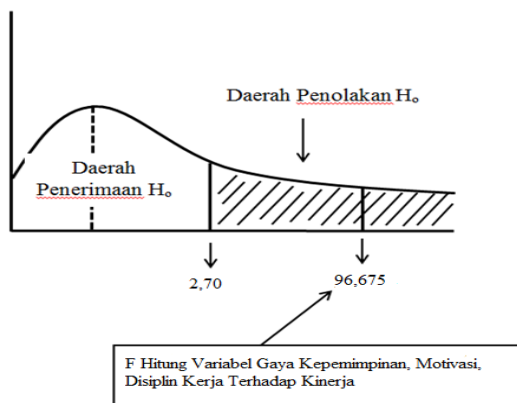 Daerah Penolakan Hₒ
Daerah
Penerimaan Hₒ
2,70
96,675
F Hitung Variabel Gaya Kepemimpinan, Motivasi,
Disiplin Kerja Terhadap Kinerja